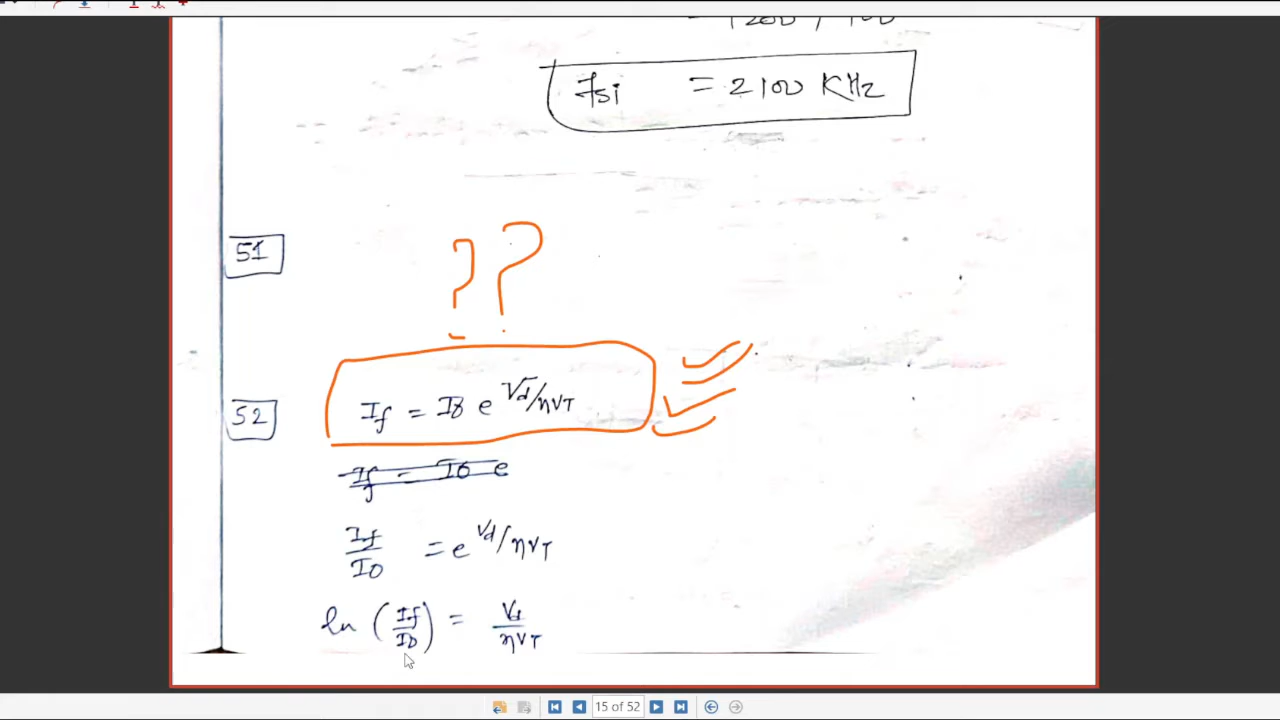 fsi = 2100 KHz
51
? ?
52 If = I0 e^Vd/ηVT
If = I0 e
If/I0 = e^Vd/ηVT
ln (If/I0) = Vd/ηVT
15 of 52